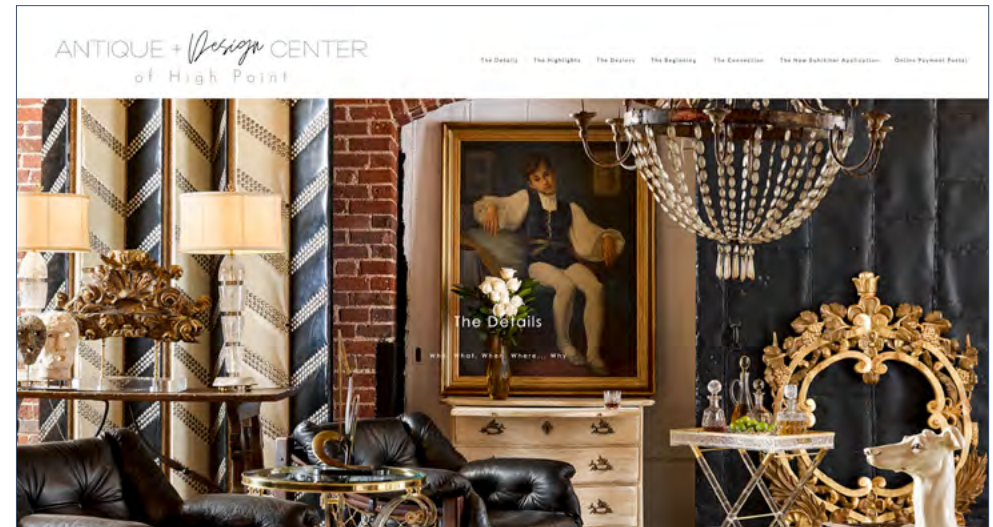 ANTIQUE + Design CENTER
of High Point
The Details The Highlights The Dealers The Beginning The Connection The New Exhibitor Application Online Payment Portal
The Details
Who, What, When, Where... Why